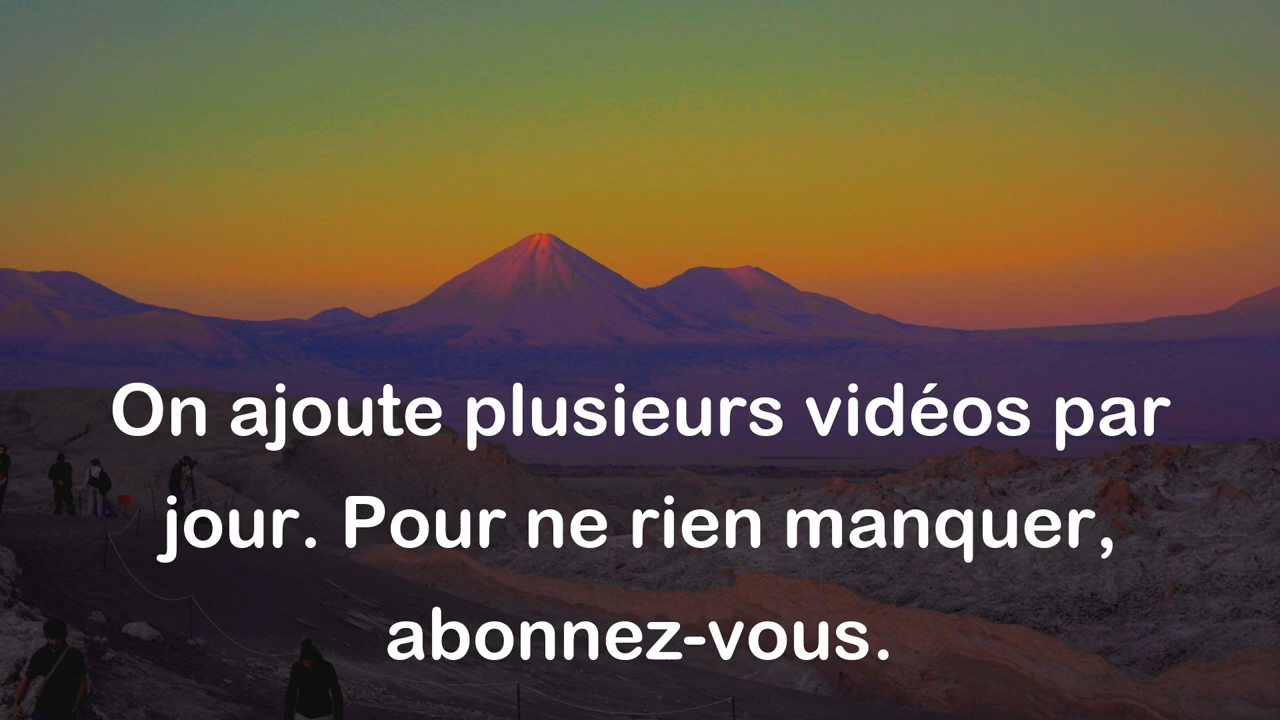 On ajoute plusieurs vidéos par
jour. Pour ne rien manquer,
abonnez-vous.